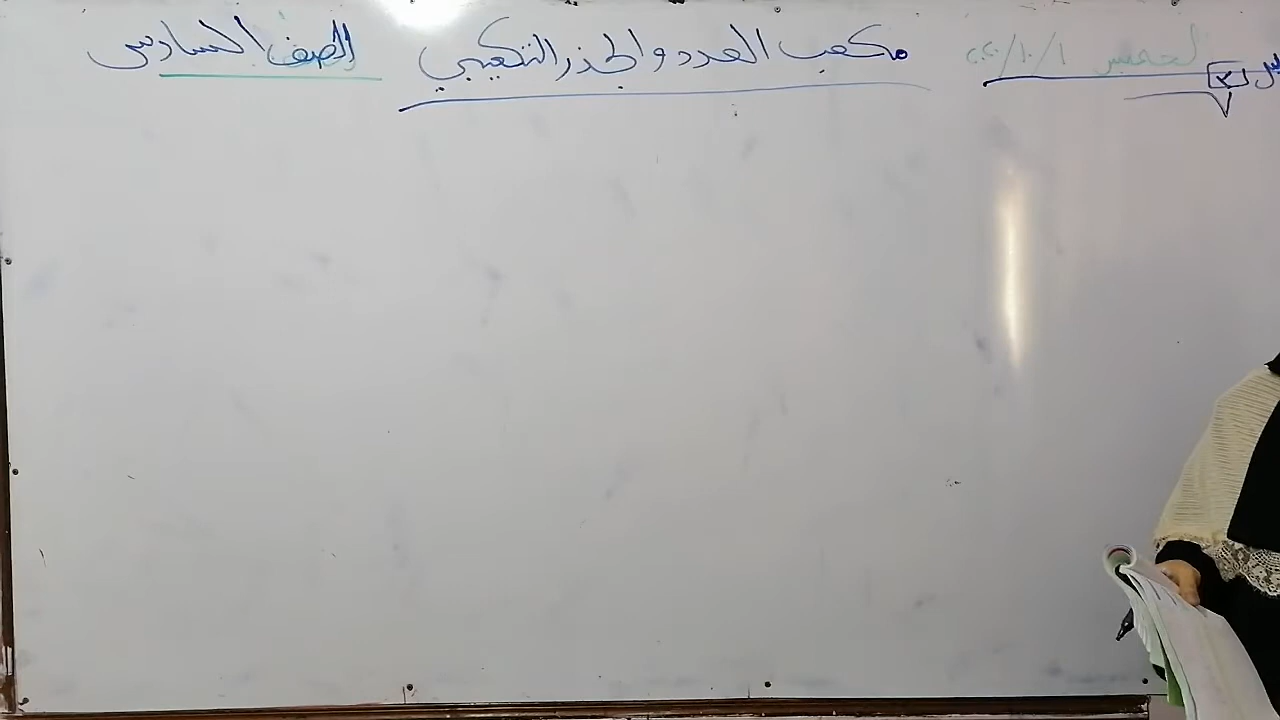 الخميس ١/١٠/٢٠٢٠
مكعب العدد والجذر التكعيبي
الصف السادس